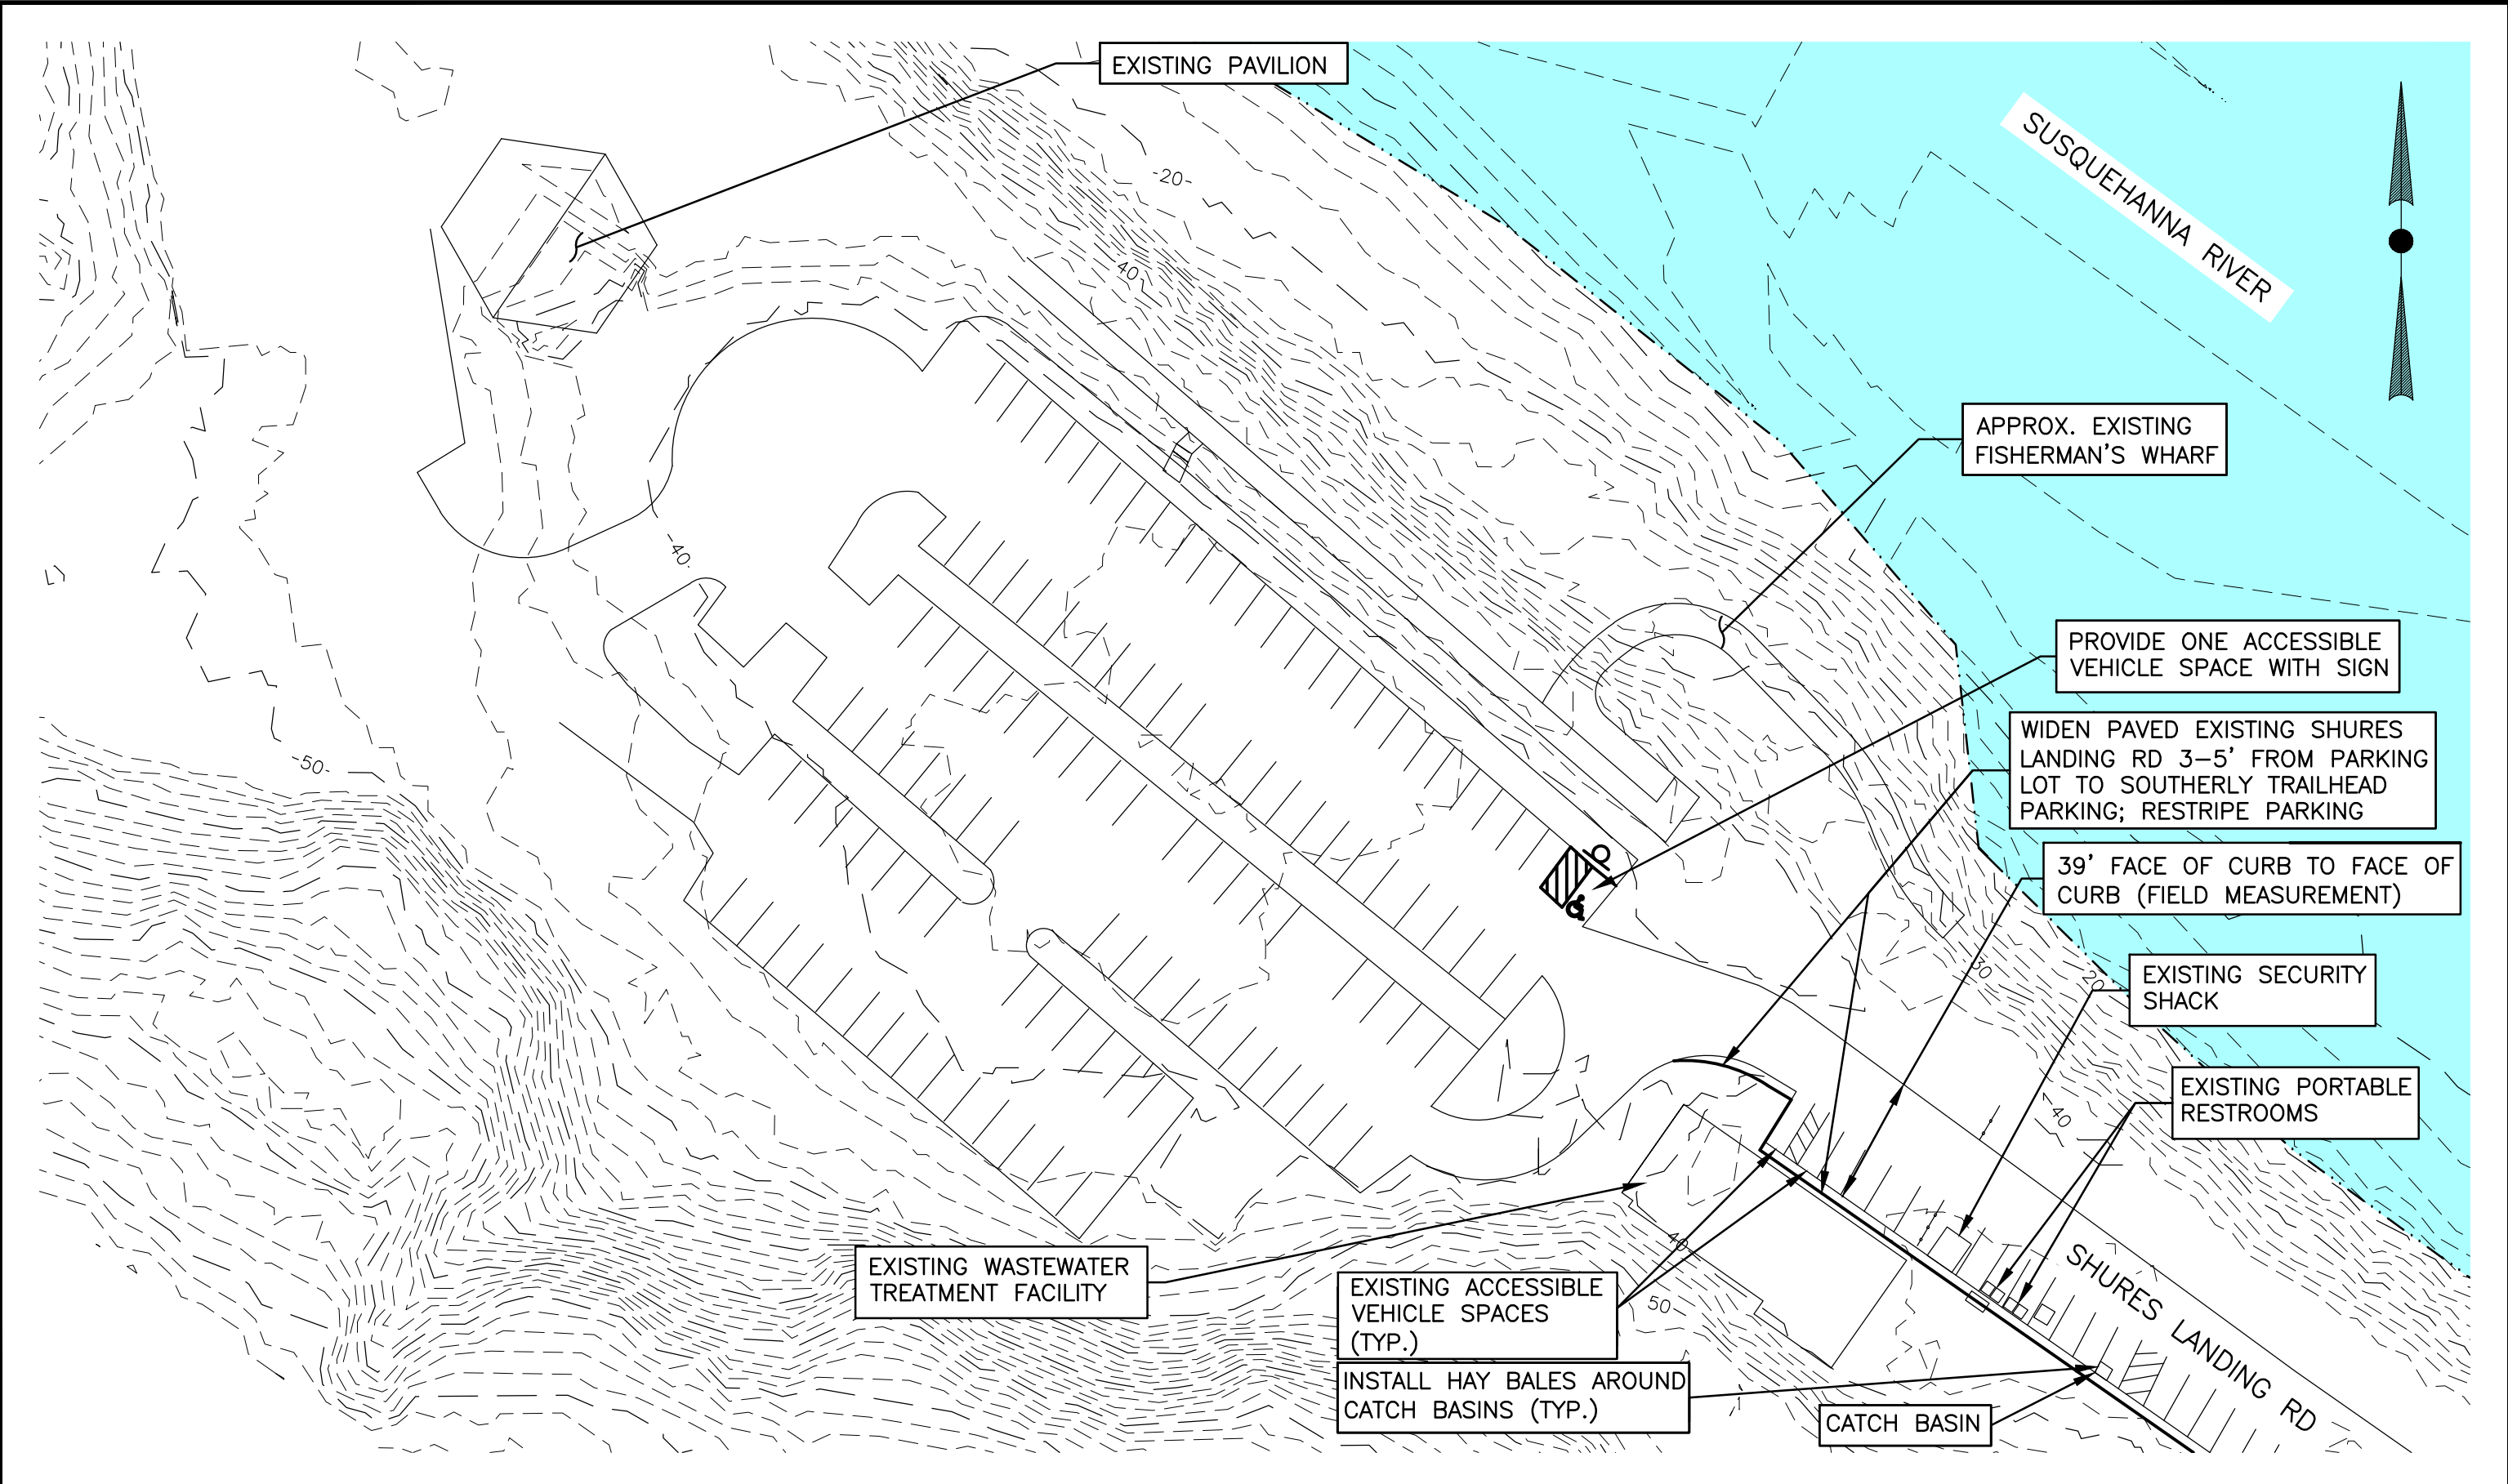 EXISTING PAVILION
SUSQUEHANNA RIVER
-20-
40-
APPROX. EXISTING
FISHERMAN'S WHARF
-40-
PROVIDE ONE ACCESSIBLE
VEHICLE SPACE WITH SIGN
WIDEN PAVED EXISTING SHURES
LANDING RD 3-5' FROM PARKING
LOT TO SOUTHERLY TRAILHEAD
PARKING; RESTRIPE PARKING
-50-
39' FACE OF CURB TO FACE OF
CURB (FIELD MEASUREMENT)
EXISTING SECURITY
SHACK
30
20
EXISTING PORTABLE
RESTROOMS
40
EXISTING WASTEWATER
TREATMENT FACILITY
40
EXISTING ACCESSIBLE
VEHICLE SPACES
(TYP.)
50-
SHURES LANDING RD
INSTALL HAY BALES AROUND
CATCH BASINS (TYP.)
CATCH BASIN